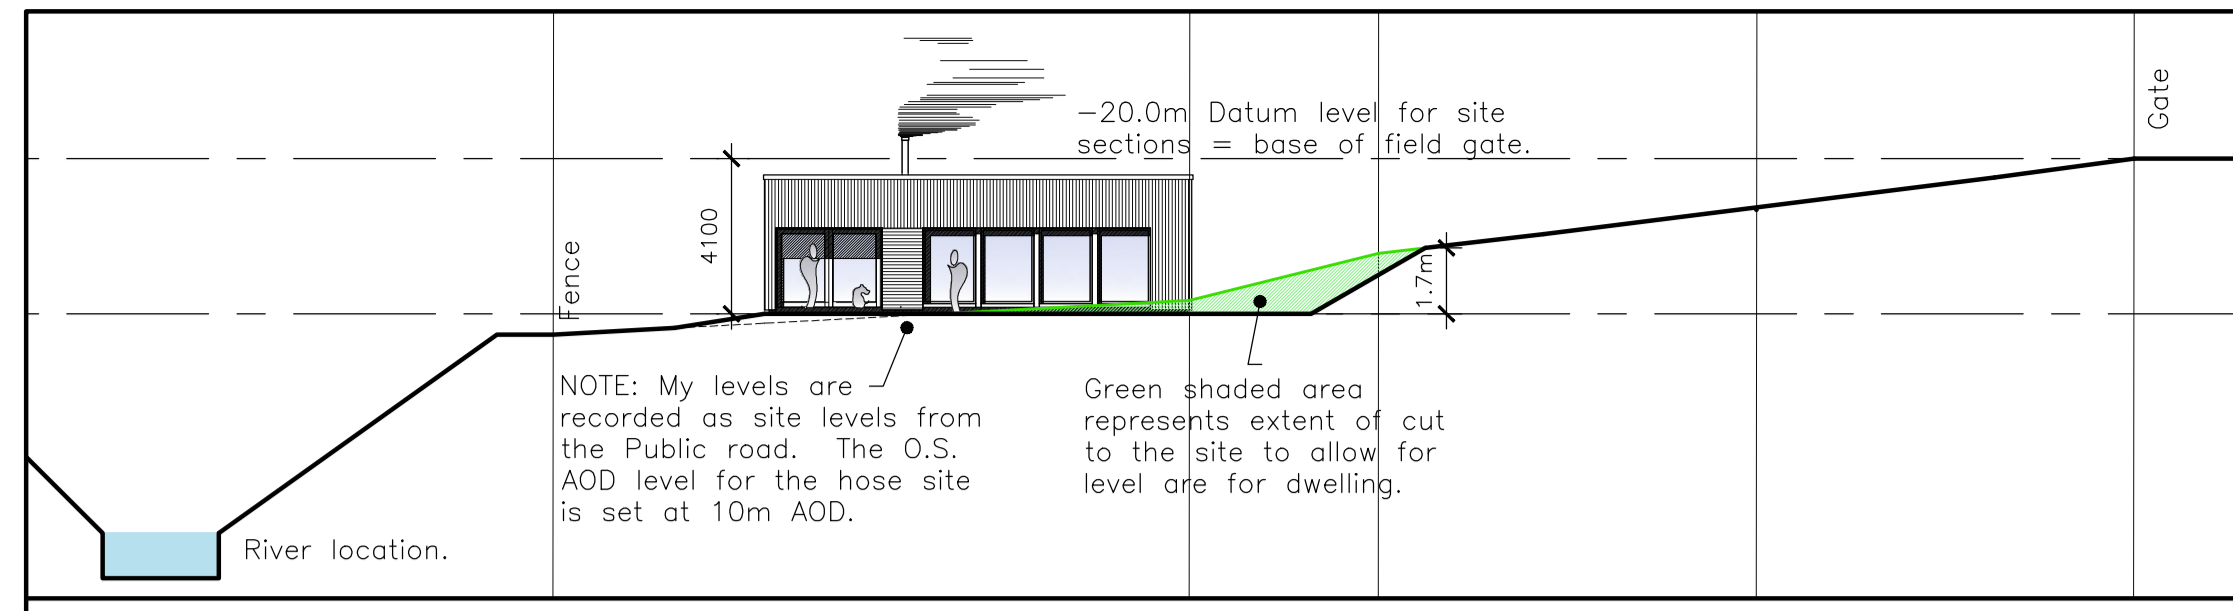 -20.0m Datum level for site
sections = base of field gate.
Gate
4100
Fence
1.7m
NOTE: My levels are
recorded as site levels from
the Public road. The O.S.
AOD level for the hose site
is set at 10m AOD.
Green shaded area
represents extent of cut
to the site to allow for
level are for dwelling.
River location.